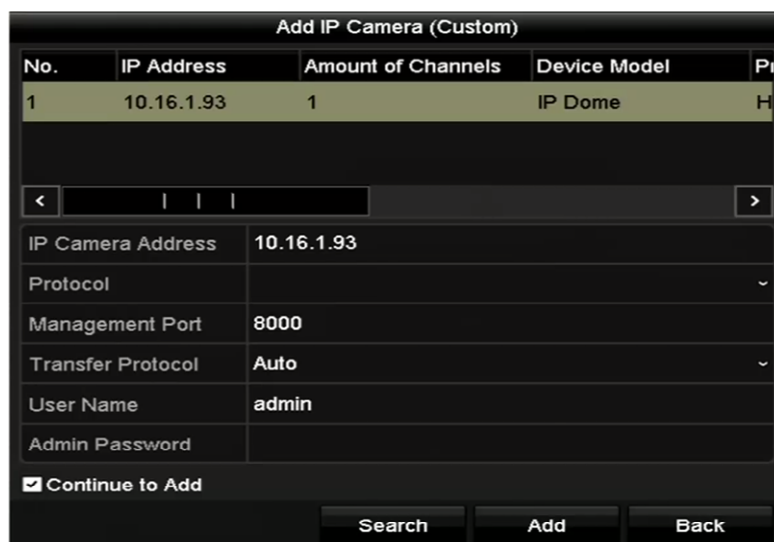 Add IP Camera (Custom)
No. IP Address Amount of Channels Device Model
1 10.16.1.93 1 IP Dome
IP Camera Address 10.16.1.93
Protocol
Management Port 8000
Transfer Protocol Auto
User Name admin
Admin Password
Continue to Add
Search Add Back